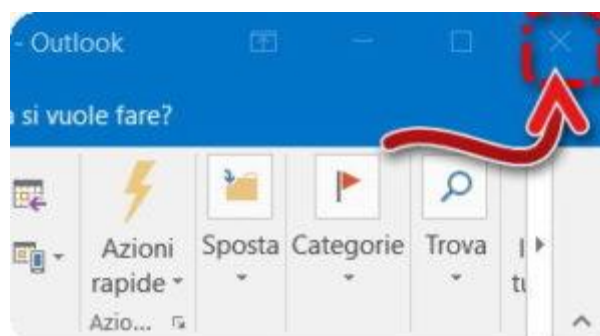 - Outlook
si vuole fare?
Azioni
rapide
Sposta
Categorie
Trova
Azio...